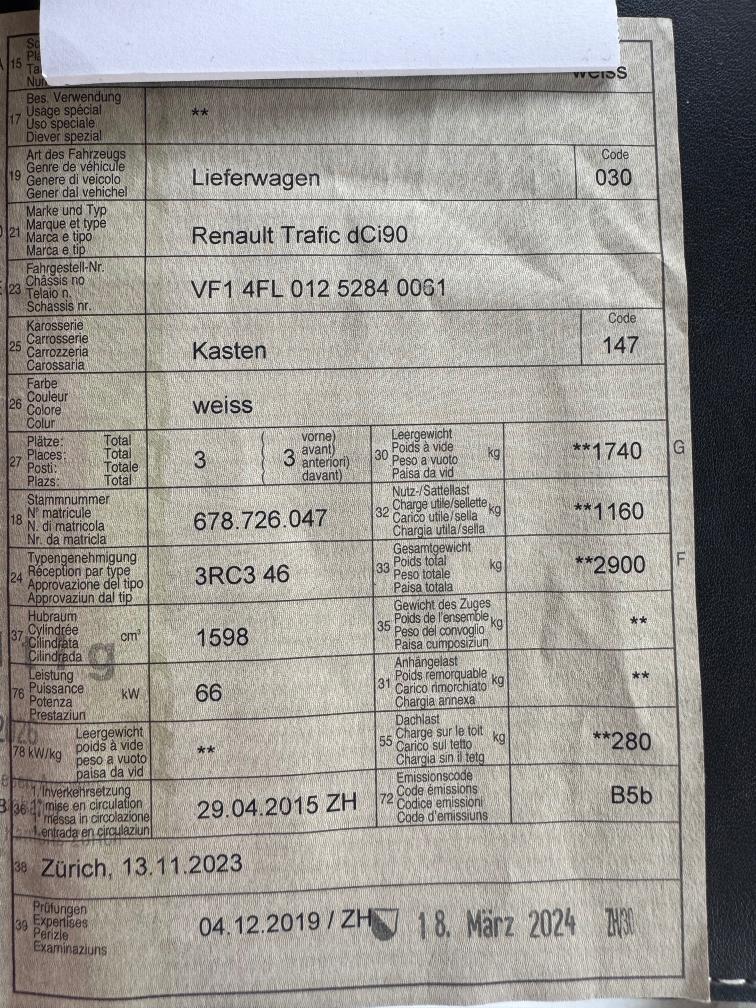 15
weiss
17 Bes. Verwendung
Usage spécial
Uso speciale
Diever spezial
**
19 Art des Fahrzeugs
Genre de véhicule
Genere di veicolo
Gener dal vehichel
Lieferwagen
Code
030
21 Marke und Typ
Marque et type
Marca e tipo
Marca e tip
Renault Trafic dCi90
23 Fahrgestell-Nr.
Châssis no
Telaio n.
Schassis nr.
VF1 4FL 012 5284 0061
25 Karosserie
Carrosserie
Carrozzeria
Carossaria
Kasten
Code
147
26 Farbe
Couleur
Colore
Colur
weiss
27 Plätze: Total
Places: Total
Posti: Totale
Plazs: Total
3
3
vorne)
avant)
anteriori)
davant)
30 Leergewicht
Poids à vide
Peso a vuoto
Paisa da vid
kg
**1740
G
18 Stammnummer
N° matricule
N. di matricola
Nr. da matricla
678.726.047
32 Nutz-/Sattellast
Charge utile/sellette
Carico utile/sella
Chargia utila/sella
kg
**1160
24 Typengenehmigung
Réception par type
Approvazione del tipo
Approvaziun dal tip
3RC3 46
33 Gesamtgewicht
Poids total
Peso totale
Paisa totala
kg
**2900
F
37 Hubraum
Cylindrée
Cilindrata
Cilindrada
cm³
1598
35 Gewicht des Zuges
Poids de l'ensemble
Peso del convoglio
Paisa cumposiziun
kg
**
76 Leistung
Puissance
Potenza
Prestaziun
kW
66
31 Anhängelast
Poids remorquable
Carico rimorchiato
Chargia annexa
kg
**
78 kW/kg
Leergewicht
poids à vide
peso a vuoto
paisa da vid
**
55 Dachlast
Charge sur le toit
Carico sul tetto
Chargia sin il tetg
kg
**280
36 1. Inverkehrsetzung
mise en circulation
messa in circolazione
1. entrada en circulaziun
29.04.2015 ZH
72 Emissionscode
Code émissions
Codice emissioni
Code d'emissiuns
B5b
38 Zürich, 13.11.2023
39 Prüfungen
Expertises
Perizie
Examinaziuns
04.12.2019 / ZH
18. März 2024